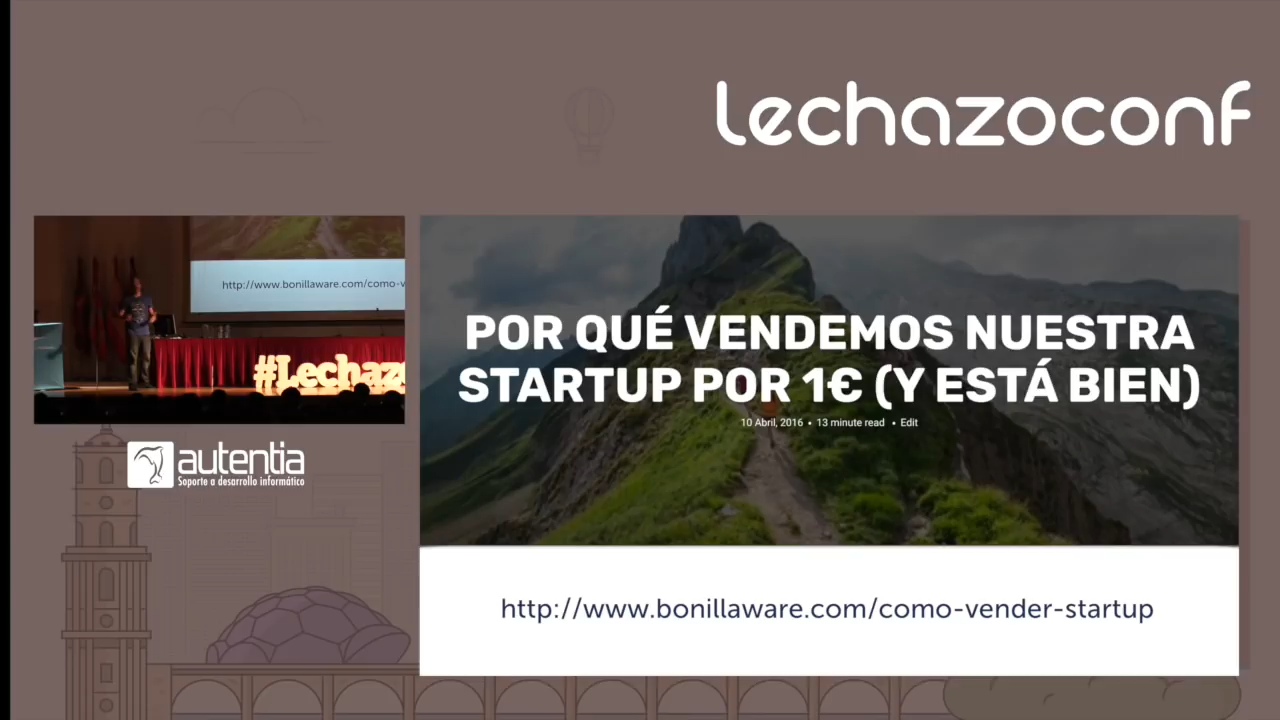 lechazoconf
http://www.bonillaware.com/como-v
#Lechazo
autentia
Soporte a desarrollo informático
POR QUÉ VENDEMOS NUESTRA
STARTUP POR 1€ (Y ESTÁ BIEN)
10 Abril, 2016 • 13 minute read • Edit
http://www.bonillaware.com/como-vender-startup